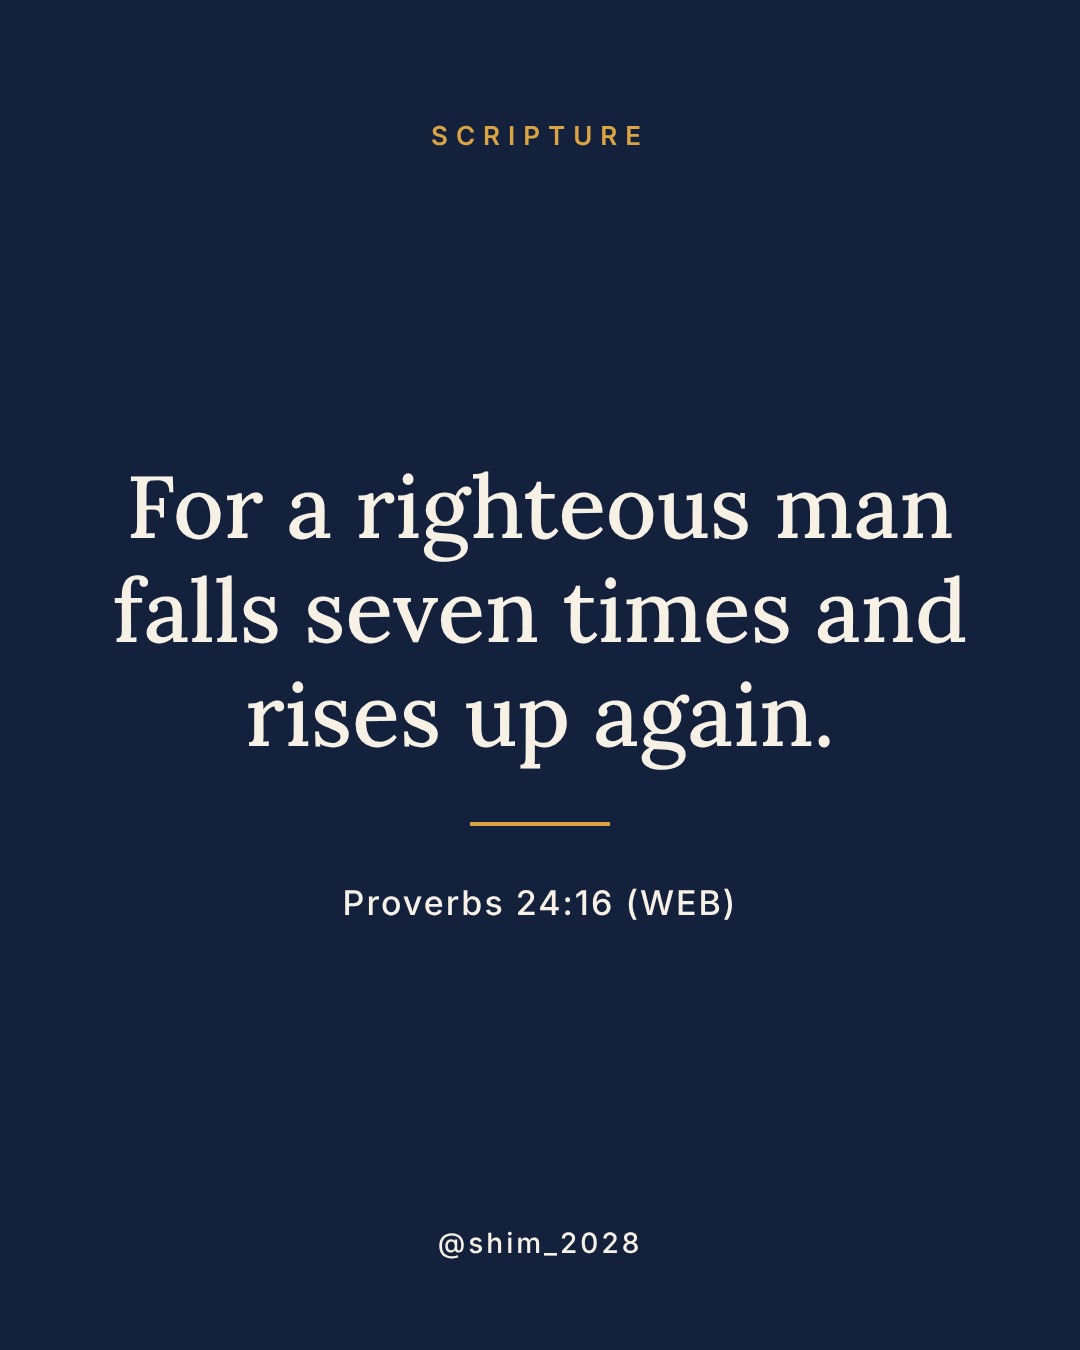 SCRIPTURE
For a righteous man
falls seven times and
rises up again.
Proverbs 24:16 (WEB)
@shim_2028